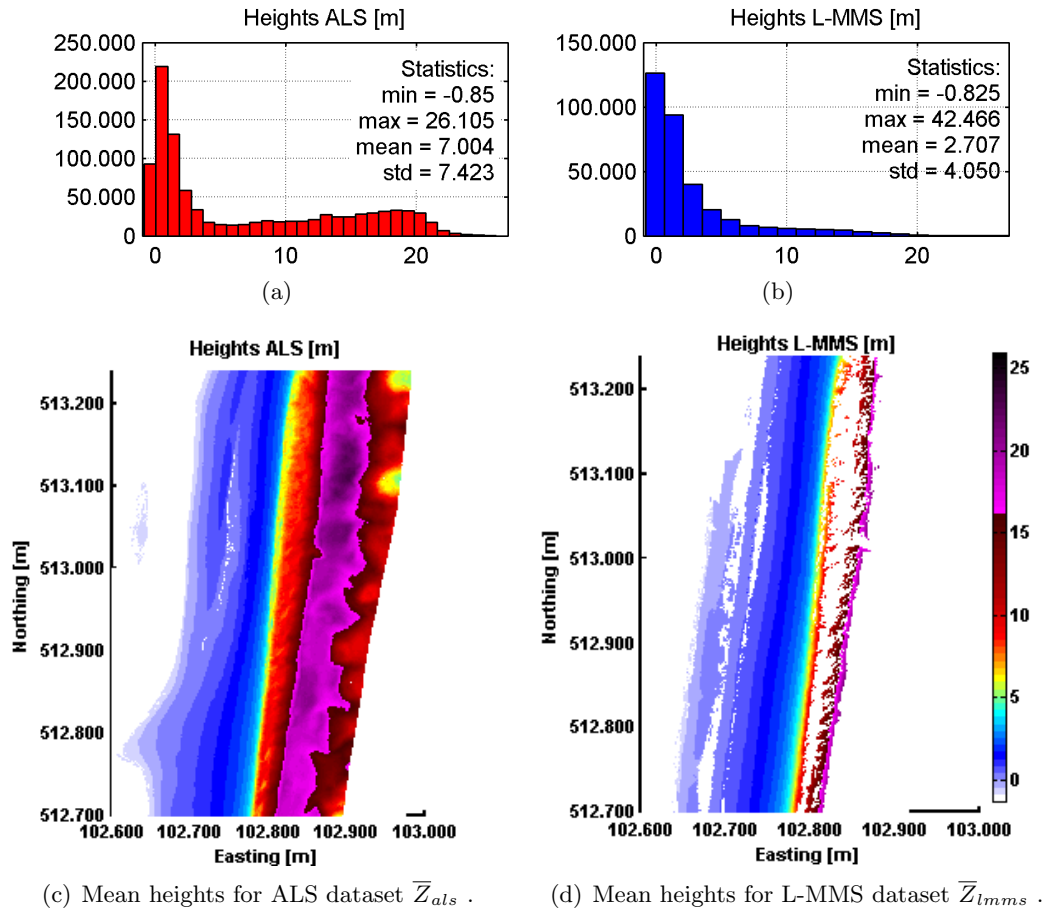 Heights ALS [m]
250.000
200.000
150.000
100.000
50.000
0
0 10 20
Statistics:
min = -0.85
max = 26.105
mean = 7.004
std = 7.423
(a)
Heights L-MMS [m]
150.000
100.000
50.000
0
0 10 20
Statistics:
min = -0.825
max = 42.466
mean = 2.707
std = 4.050
(b)
Heights ALS [m]
Northing [m]
513.200
513.100
513.000
512.900
512.800
512.700
102.600 102.700 102.800 102.900 103.000
Easting [m]
(c) Mean heights for ALS dataset Z̅als .
Heights L-MMS [m]
Northing [m]
513.200
513.100
513.000
512.900
512.800
512.700
102.600 102.700 102.800 102.900 103.000
Easting [m]
25
20
15
10
5
0
(d) Mean heights for L-MMS dataset Z̅lmms .